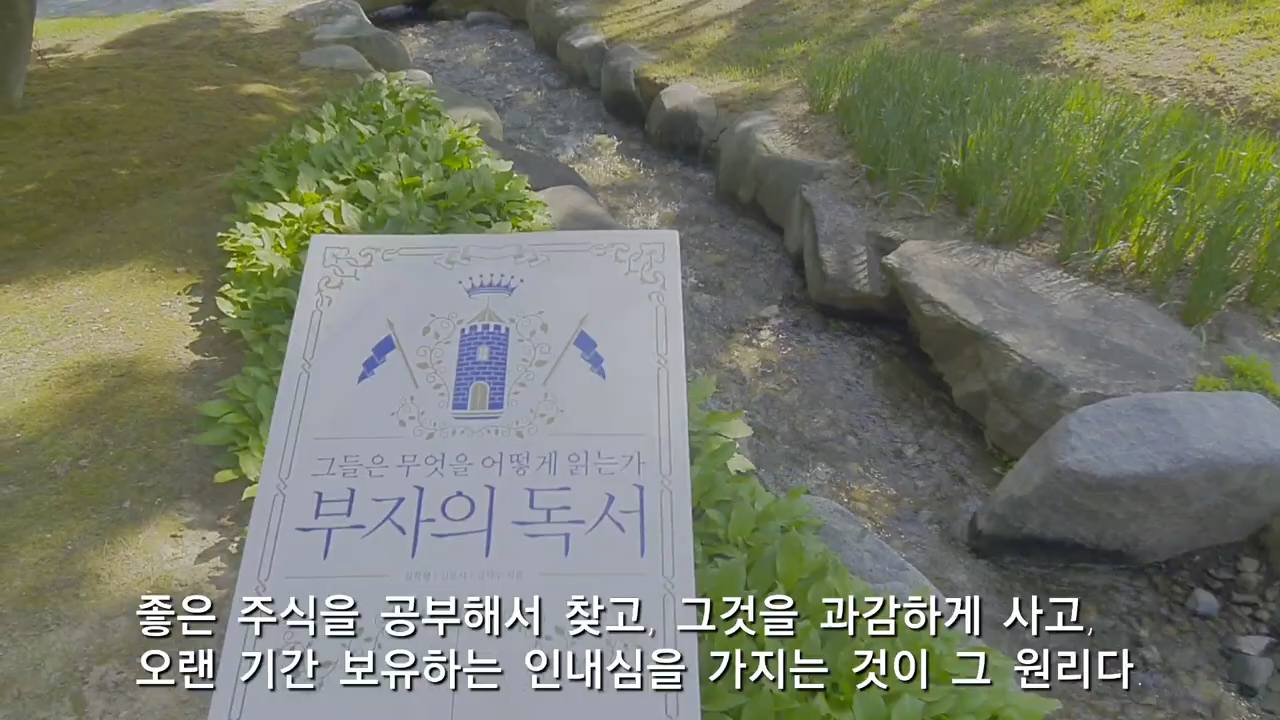 그들은 무엇을 어떻게 읽는가
부자의 독서
좋은 주식을 공부해서 찾고, 그것을 과감하게 사고,
오랜 기간 보유하는 인내심을 가지는 것이 그 원리다.